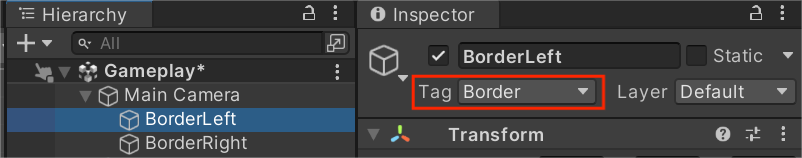 Hierarchy
All
Gameplay*
Main Camera
BorderLeft
BorderRight
Inspector
BorderLeft Static
Tag Border Layer Default
Transform